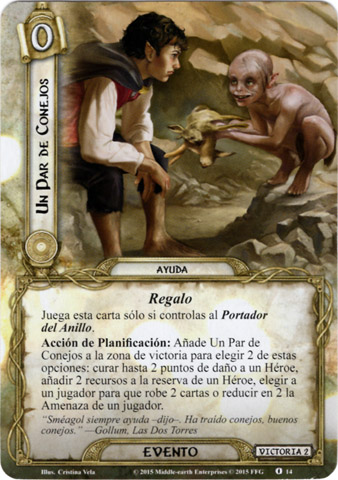 0
Un Par de Conejos
AYUDA
Regalo
Juega esta carta sólo si controlas al Portador
del Anillo.
Acción de Planificación: Añade Un Par de
Conejos a la zona de victoria para elegir 2 de estas
opciones: curar hasta 2 puntos de daño a un Héroe,
añadir 2 recursos a la reserva de un Héroe, elegir a
un jugador para que robe 2 cartas o reducir en 2 la
Amenaza de un jugador.
“Sméagol siempre ayuda –dijo–. Ha traído conejos, buenos
conejos.” —Gollum, Las Dos Torres
EVENTO
VICTORIA 2
Illus. Cristina Vela
© 2015 Middle-earth Enterprises © 2015 FFG
14